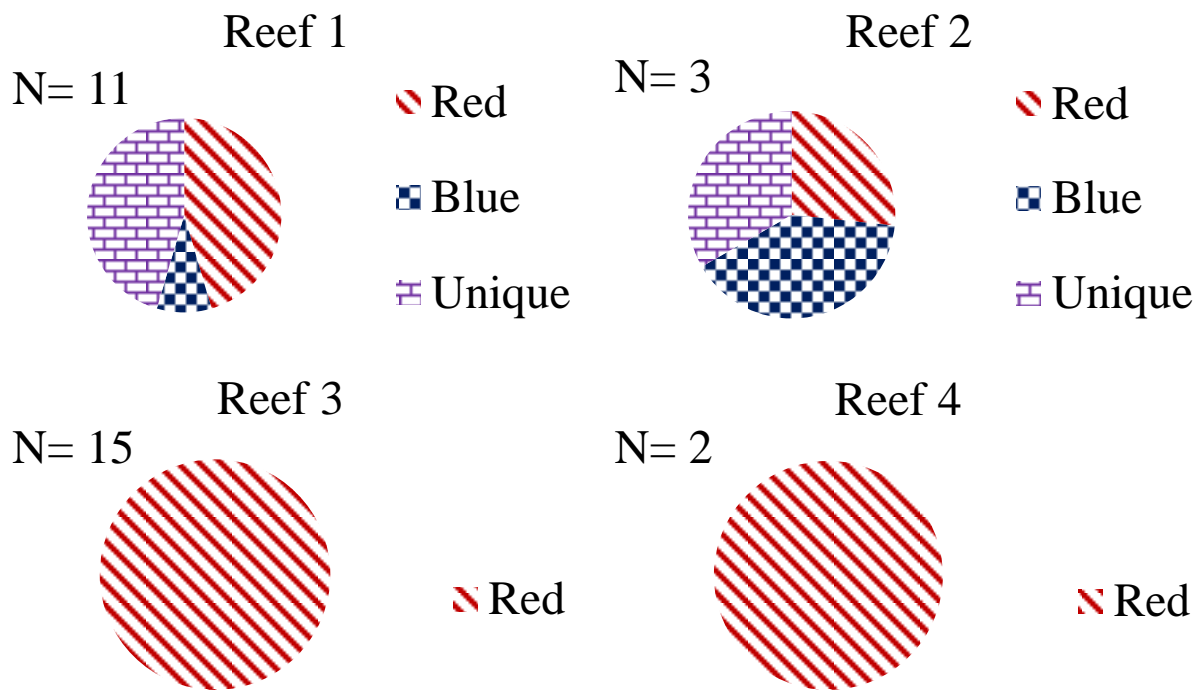 Reef 1
N= 11
Red
Blue
Unique
Reef 2
N= 3
Red
Blue
Unique
Reef 3
N= 15
Red
Reef 4
N= 2
Red